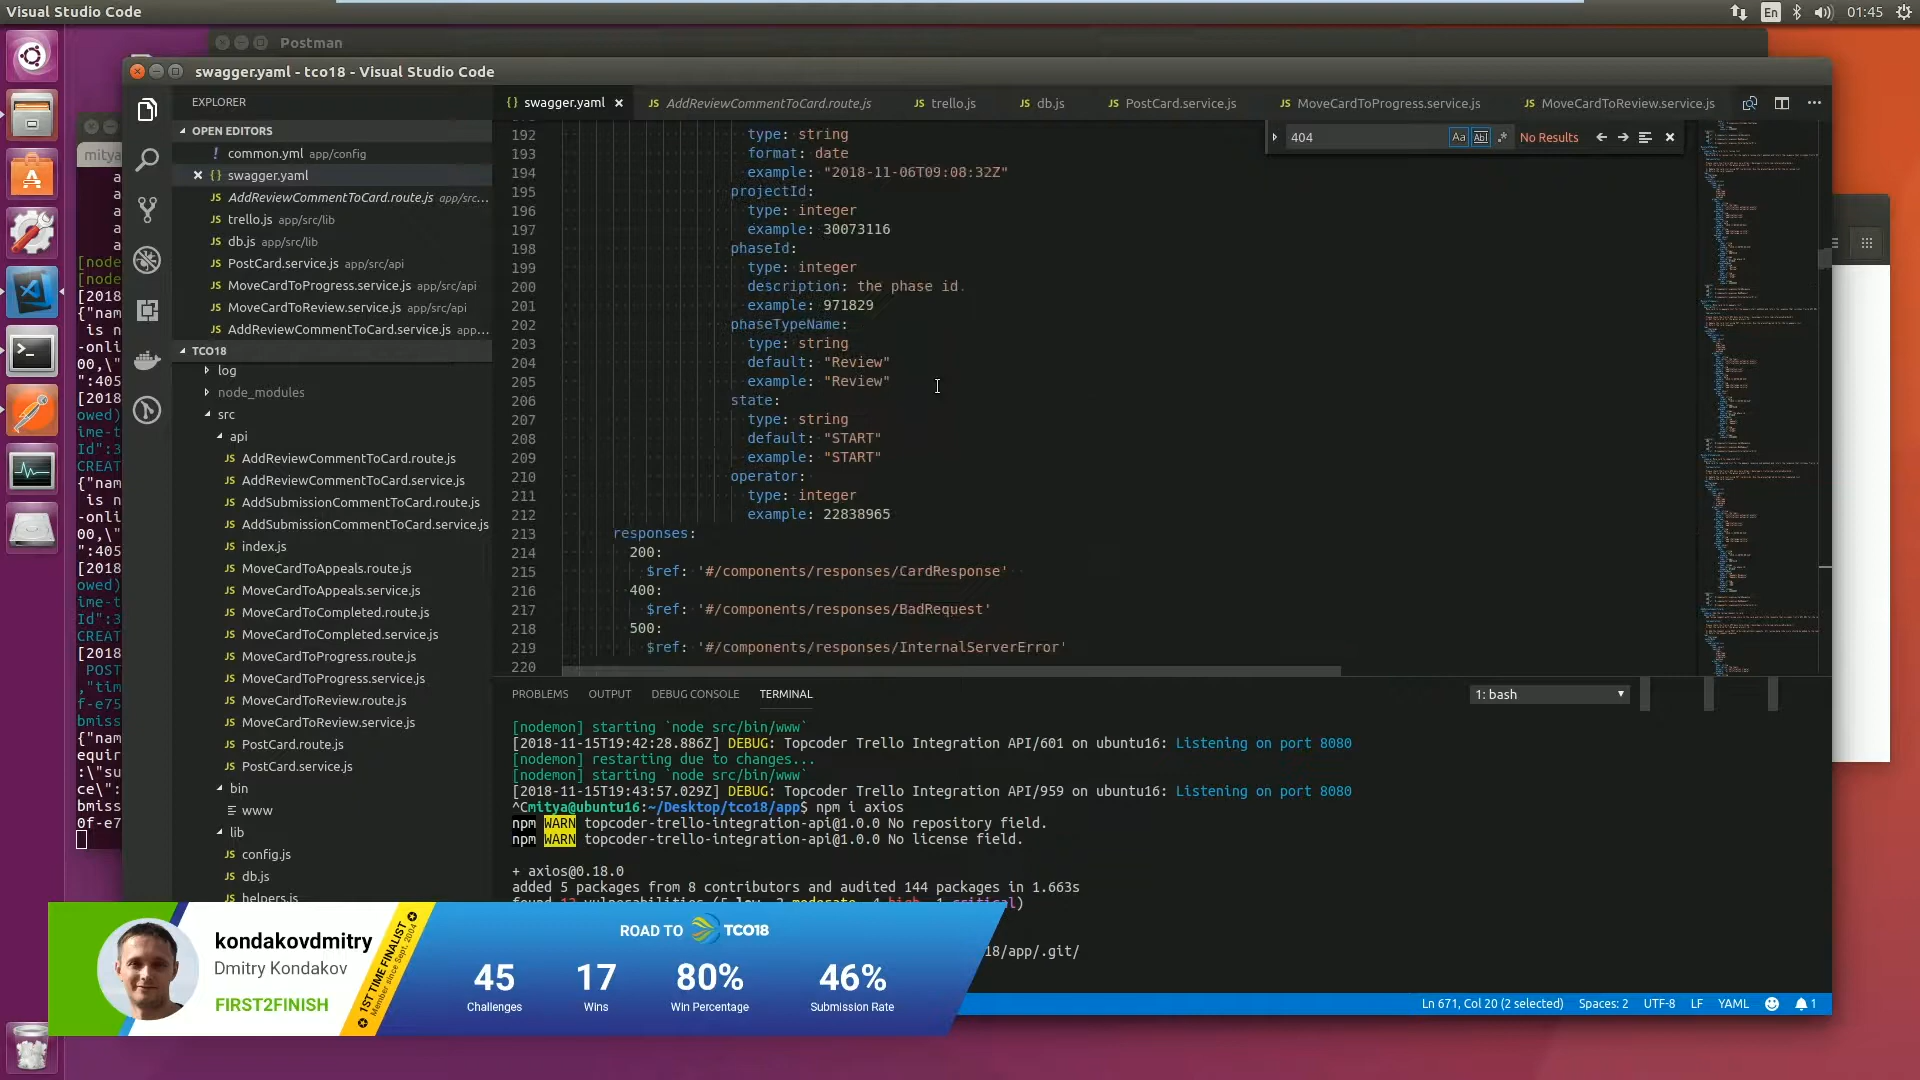 Visual Studio Code
En
01:45
Postman
swagger.yaml - tco18 - Visual Studio Code
EXPLORER
swagger.yaml
AddReviewCommentToCard.route.js
trello.js
db.js
PostCard.service.js
MoveCardToProgress.service.js
MoveCardToReview.service.js
404
Aa
Abl
No Results
OPEN EDITORS
common.yml app/config
swagger.yaml
AddReviewCommentToCard.route.js app/src...
trello.js app/src/lib
db.js app/src/lib
PostCard.service.js app/src/api
MoveCardToProgress.service.js app/src/api
MoveCardToReview.service.js app/src/api
AddReviewCommentToCard.service.js app...
TCO18
log
node_modules
src
api
AddReviewCommentToCard.route.js
AddReviewCommentToCard.service.js
AddSubmissionCommentToCard.route.js
AddSubmissionCommentToCard.service.js
index.js
MoveCardToAppeals.route.js
MoveCardToAppeals.service.js
MoveCardToCompleted.route.js
MoveCardToCompleted.service.js
MoveCardToProgress.route.js
MoveCardToProgress.service.js
MoveCardToReview.route.js
MoveCardToReview.service.js
PostCard.route.js
PostCard.service.js
bin
www
lib
config.js
db.js
helpers.js
192 type: string
193 format: date
194 example: "2018-11-06T09:08:32Z"
195 projectId:
196 type: integer
197 example: 30073116
198 phaseId:
199 type: integer
200 description: the phase id.
201 example: 971829
202 phaseTypeName:
203 type: string
204 default: "Review"
205 example: "Review"
206 state:
207 type: string
208 default: "START"
209 example: "START"
210 operator:
211 type: integer
212 example: 22838965
213 responses:
214 200:
215 $ref: '#/components/responses/CardResponse'
216 400:
217 $ref: '#/components/responses/BadRequest'
218 500:
219 $ref: '#/components/responses/InternalServerError'
220
PROBLEMS OUTPUT DEBUG CONSOLE TERMINAL
1: bash
[nodemon] starting `node src/bin/www`
[2018-11-15T19:42:28.886Z] DEBUG: Topcoder Trello Integration API/601 on ubuntu16: Listening on port 8080
[nodemon] restarting due to changes...
[nodemon] starting `node src/bin/www`
[2018-11-15T19:43:57.029Z] DEBUG: Topcoder Trello Integration API/959 on ubuntu16: Listening on port 8080
^Cmitya@ubuntu16:~/Desktop/tco18/app$ npm i axios
npm WARN topcoder-trello-integration-api@1.0.0 No repository field.
npm WARN topcoder-trello-integration-api@1.0.0 No license field.
+ axios@0.18.0
added 5 packages from 8 contributors and audited 144 packages in 1.663s
18/app/.git/
Ln 671, Col 20 (2 selected) Spaces: 2 UTF-8 LF YAML 1
kondakovdmitry
Dmitry Kondakov
FIRST2FINISH
1ST TIME FINALIST
Member since Sept. 2004
ROAD TO TCO18
45 17 80% 46%
Challenges Wins Win Percentage Submission Rate